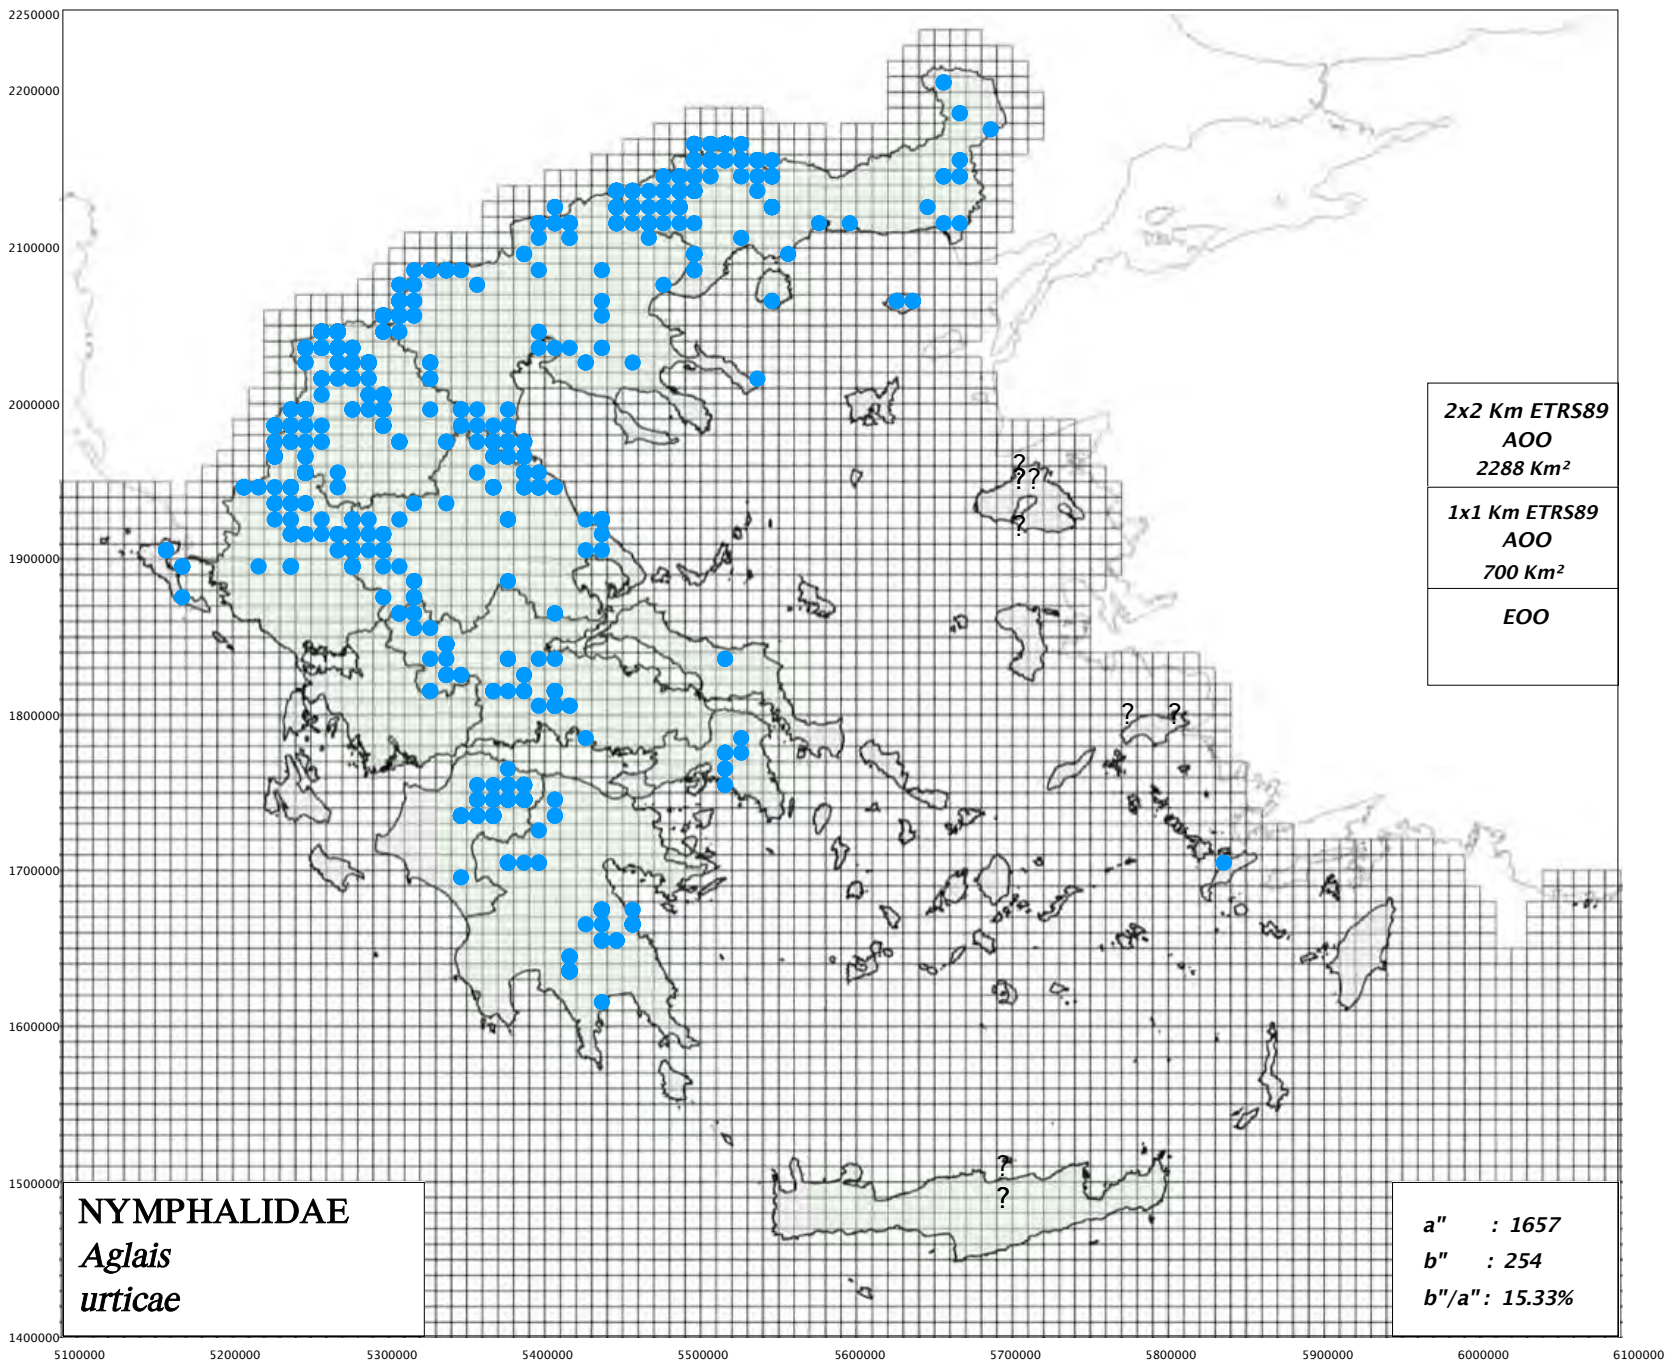 2250000
2200000
2100000
2000000
1900000
1800000
1700000
1600000
1500000
1400000
5100000 5200000 5300000 5400000 5500000 5600000 5700000 5800000 5900000 6000000 6100000
2x2 Km ETRS89
AOO
2288 Km²
1x1 Km ETRS89
AOO
700 Km²
EOO
?
? ?
?
? ?
?
?
NYMPHALIDAE
Aglais
urticae
a" : 1657
b" : 254
b"/a" : 15.33%